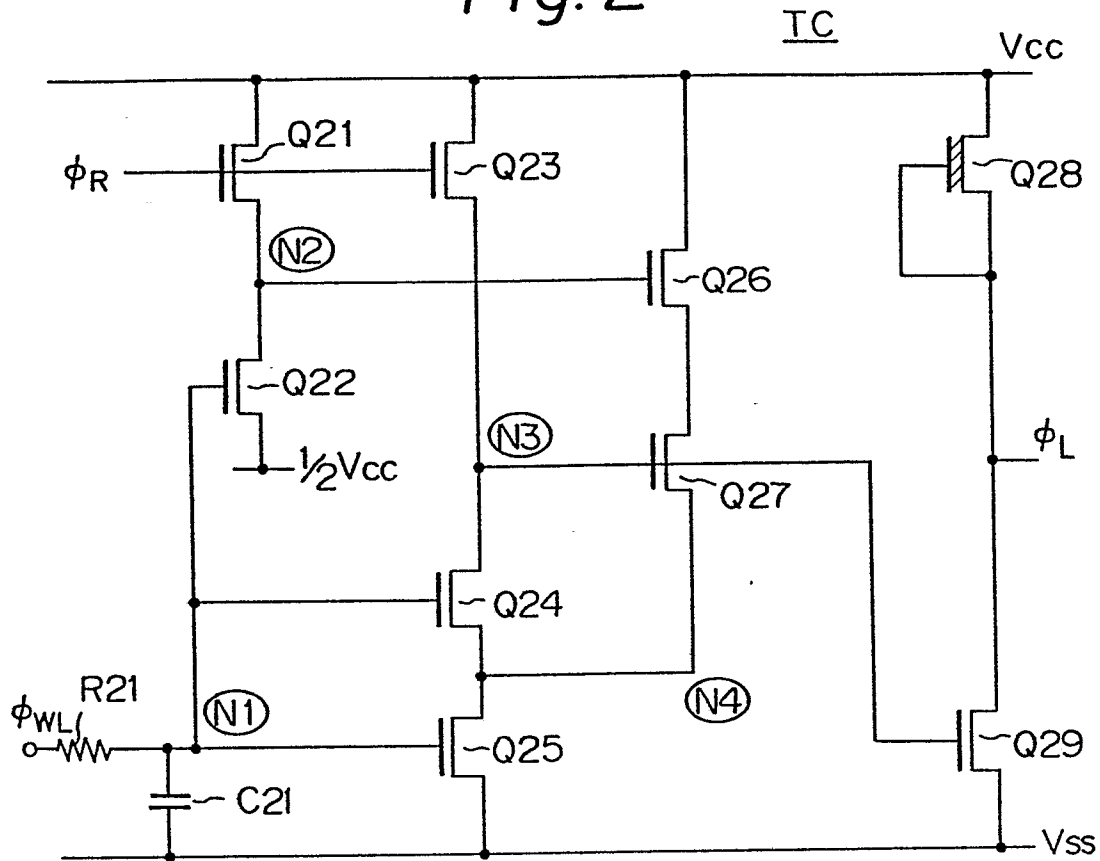 Fig. 2
TC
Vcc
Q21
φR
Q23
Q28
N2
Q26
Q22
1/2Vcc
N3
φL
Q27
Q24
R21
φWL
N1
N4
Q25
Q29
C21
Vss